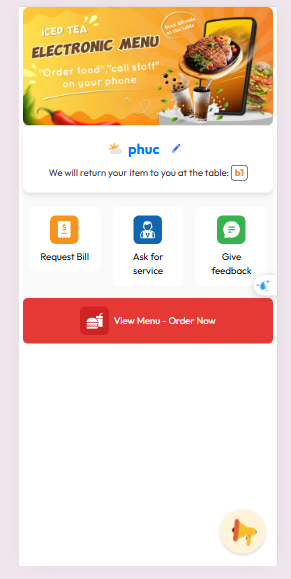 ICED TEA
ELECTRONIC MENU
"Order food","call staff"
on your phone
phuc
We will return your item to you at the table: b1
Request Bill
Ask for
service
Give
feedback
View Menu - Order Now